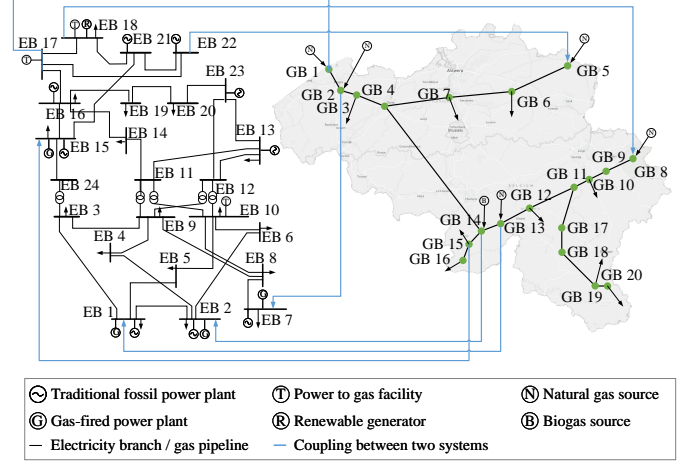 EB 18
EB 17
EB 21
EB 22
EB 23
EB 16
EB 19
EB 20
EB 15
EB 14
EB 13
EB 24
EB 11
EB 12
EB 3
EB 9
EB 10
EB 4
EB 6
EB 5
EB 8
EB 1
EB 2
EB 7
GB 1
GB 2
GB 3
GB 4
GB 5
GB 6
GB 7
GB 8
GB 9
GB 10
GB 11
GB 12
GB 13
GB 14
GB 15
GB 16
GB 17
GB 18
GB 19
GB 20
T R
T
T
G
G
G
G
N
N
N
N
N
B
Antwerp
Traditional fossil power plant
T Power to gas facility
N Natural gas source
G Gas-fired power plant
R Renewable generator
B Biogas source
Electricity branch / gas pipeline
Coupling between two systems